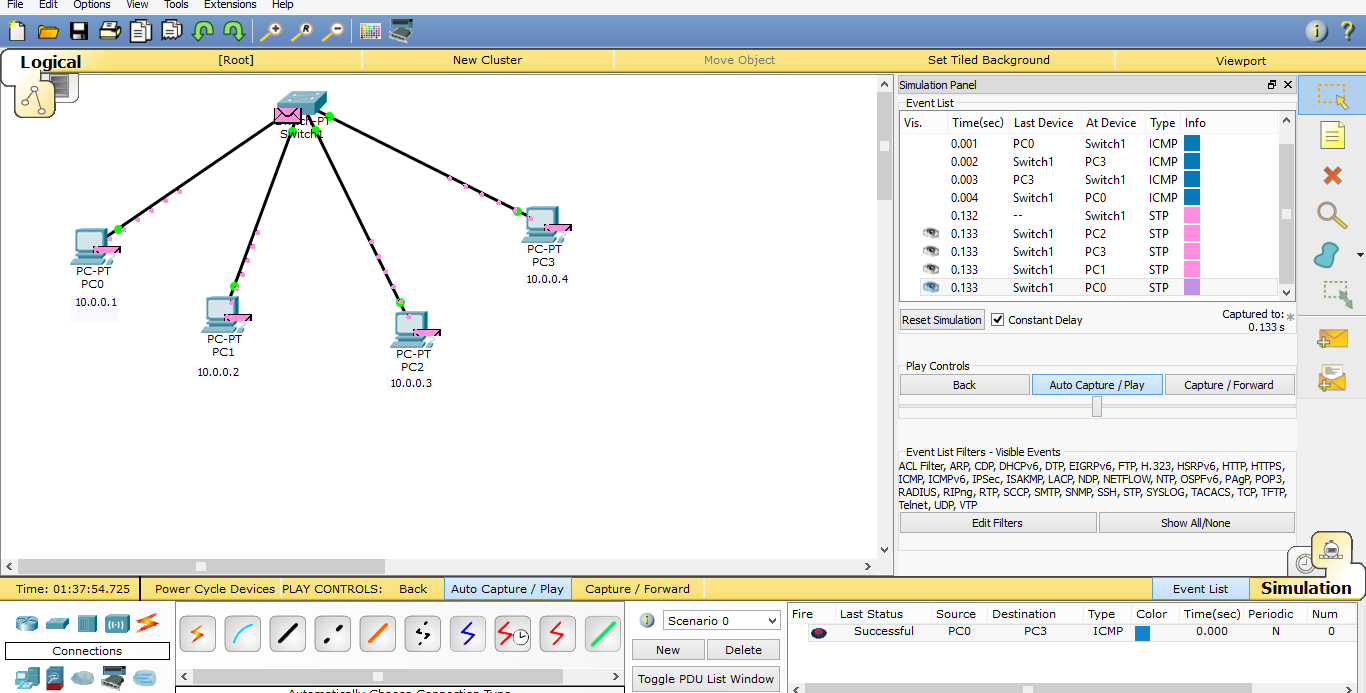 File Edit Options View Tools Extensions Help
Logical [Root] New Cluster Move Object Set Tiled Background Viewport
Switch1
PC-PT
PC0
10.0.0.1
PC-PT
PC1
10.0.0.2
PC-PT
PC2
10.0.0.3
PC-PT
PC3
10.0.0.4
Simulation Panel
Event List
Vis. Time(sec) Last Device At Device Type Info
0.001 PC0 Switch1 ICMP
0.002 Switch1 PC3 ICMP
0.003 PC3 Switch1 ICMP
0.004 Switch1 PC0 ICMP
0.132 -- Switch1 STP
0.133 Switch1 PC2 STP
0.133 Switch1 PC3 STP
0.133 Switch1 PC1 STP
0.133 Switch1 PC0 STP
Reset Simulation Constant Delay Captured to: *
0.133 s
Play Controls
Back Auto Capture / Play Capture / Forward
Event List Filters - Visible Events
ACL Filter, ARP, CDP, DHCPv6, DTP, EIGRPv6, FTP, H.323, HSRPv6, HTTP, HTTPS,
ICMP, ICMPv6, IPSec, ISAKMP, LACP, NDP, NETFLOW, NTP, OSPFv6, PAgP, POP3,
RADIUS, RIPng, RTP, SCCP, SMTP, SNMP, SSH, STP, SYSLOG, TACACS, TCP, TFTP,
Telnet, UDP, VTP
Edit Filters Show All/None
Time: 01:37:54.725 Power Cycle Devices PLAY CONTROLS: Back Auto Capture / Play Capture / Forward Event List Simulation
Connections
Automatically Choose Connection Type
Scenario 0
New Delete
Toggle PDU List Window
Fire Last Status Source Destination Type Color Time(sec) Periodic Num
Successful PC0 PC3 ICMP 0.000 N 0